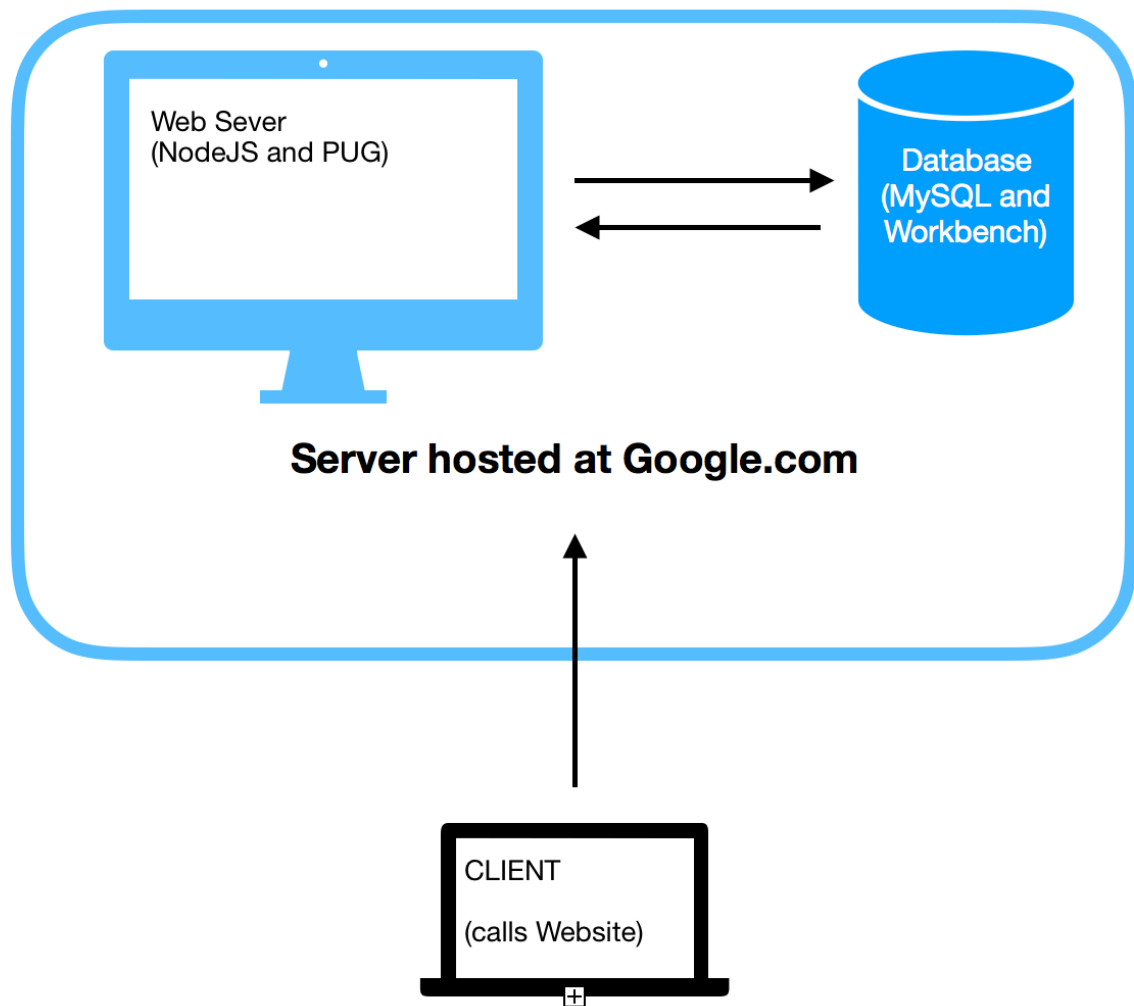 Web Sever
(NodeJS and PUG)
Database
(MySQL and
Workbench)
Server hosted at Google.com
CLIENT
(calls Website)